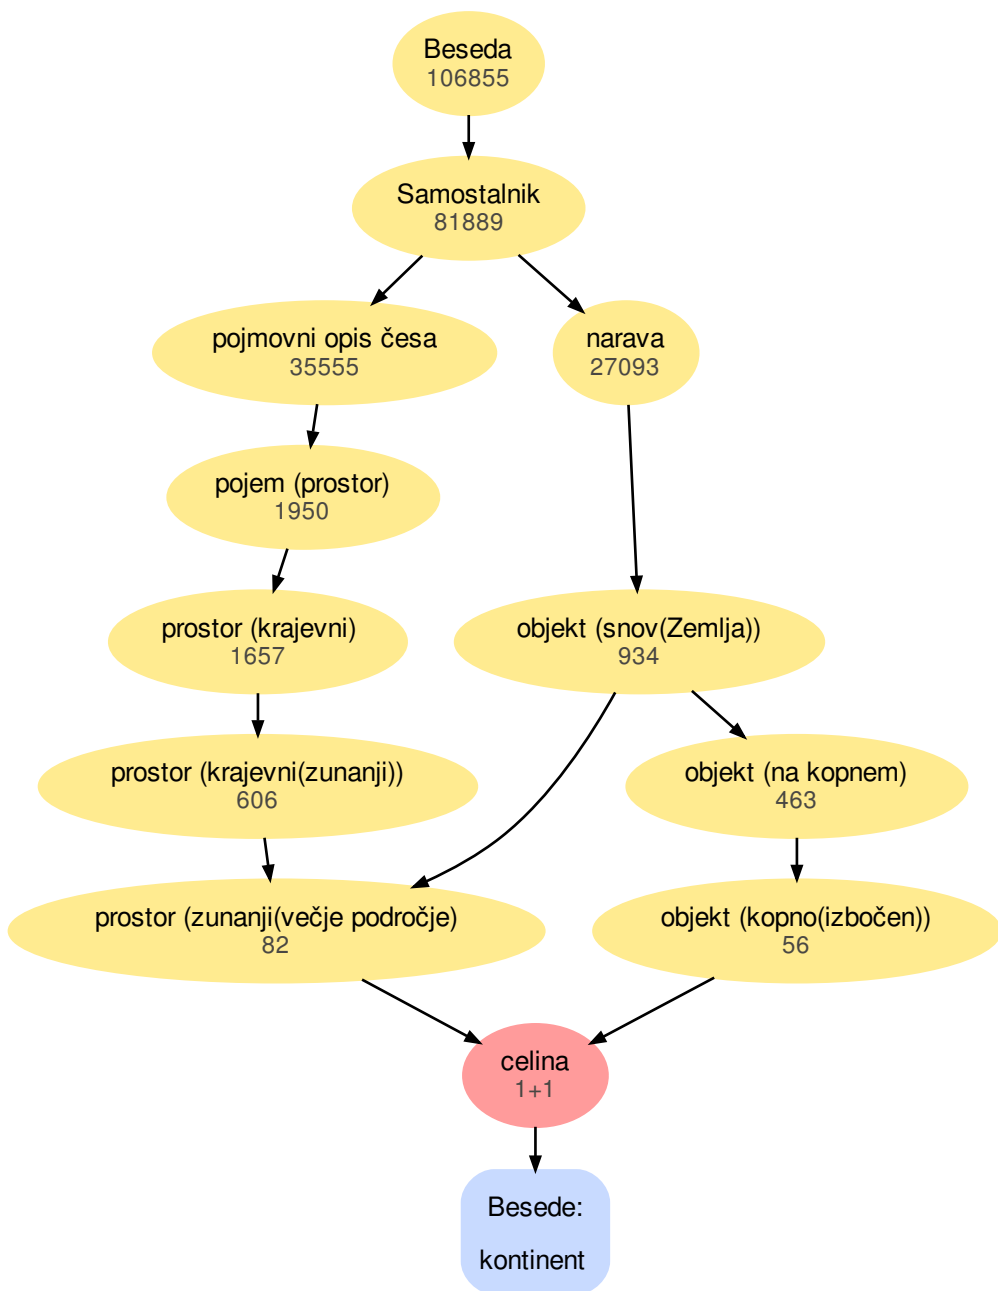 Beseda
106855
Samostalnik
81889
pojmovni opis česa
35555
narava
27093
pojem (prostor)
1950
prostor (krajevni)
1657
objekt (snov(Zemlja))
934
prostor (krajevni(zunanji))
606
objekt (na kopnem)
463
prostor (zunanji(večje področje)
82
objekt (kopno(izbočen))
56
celina
1+1
Besede:
kontinent